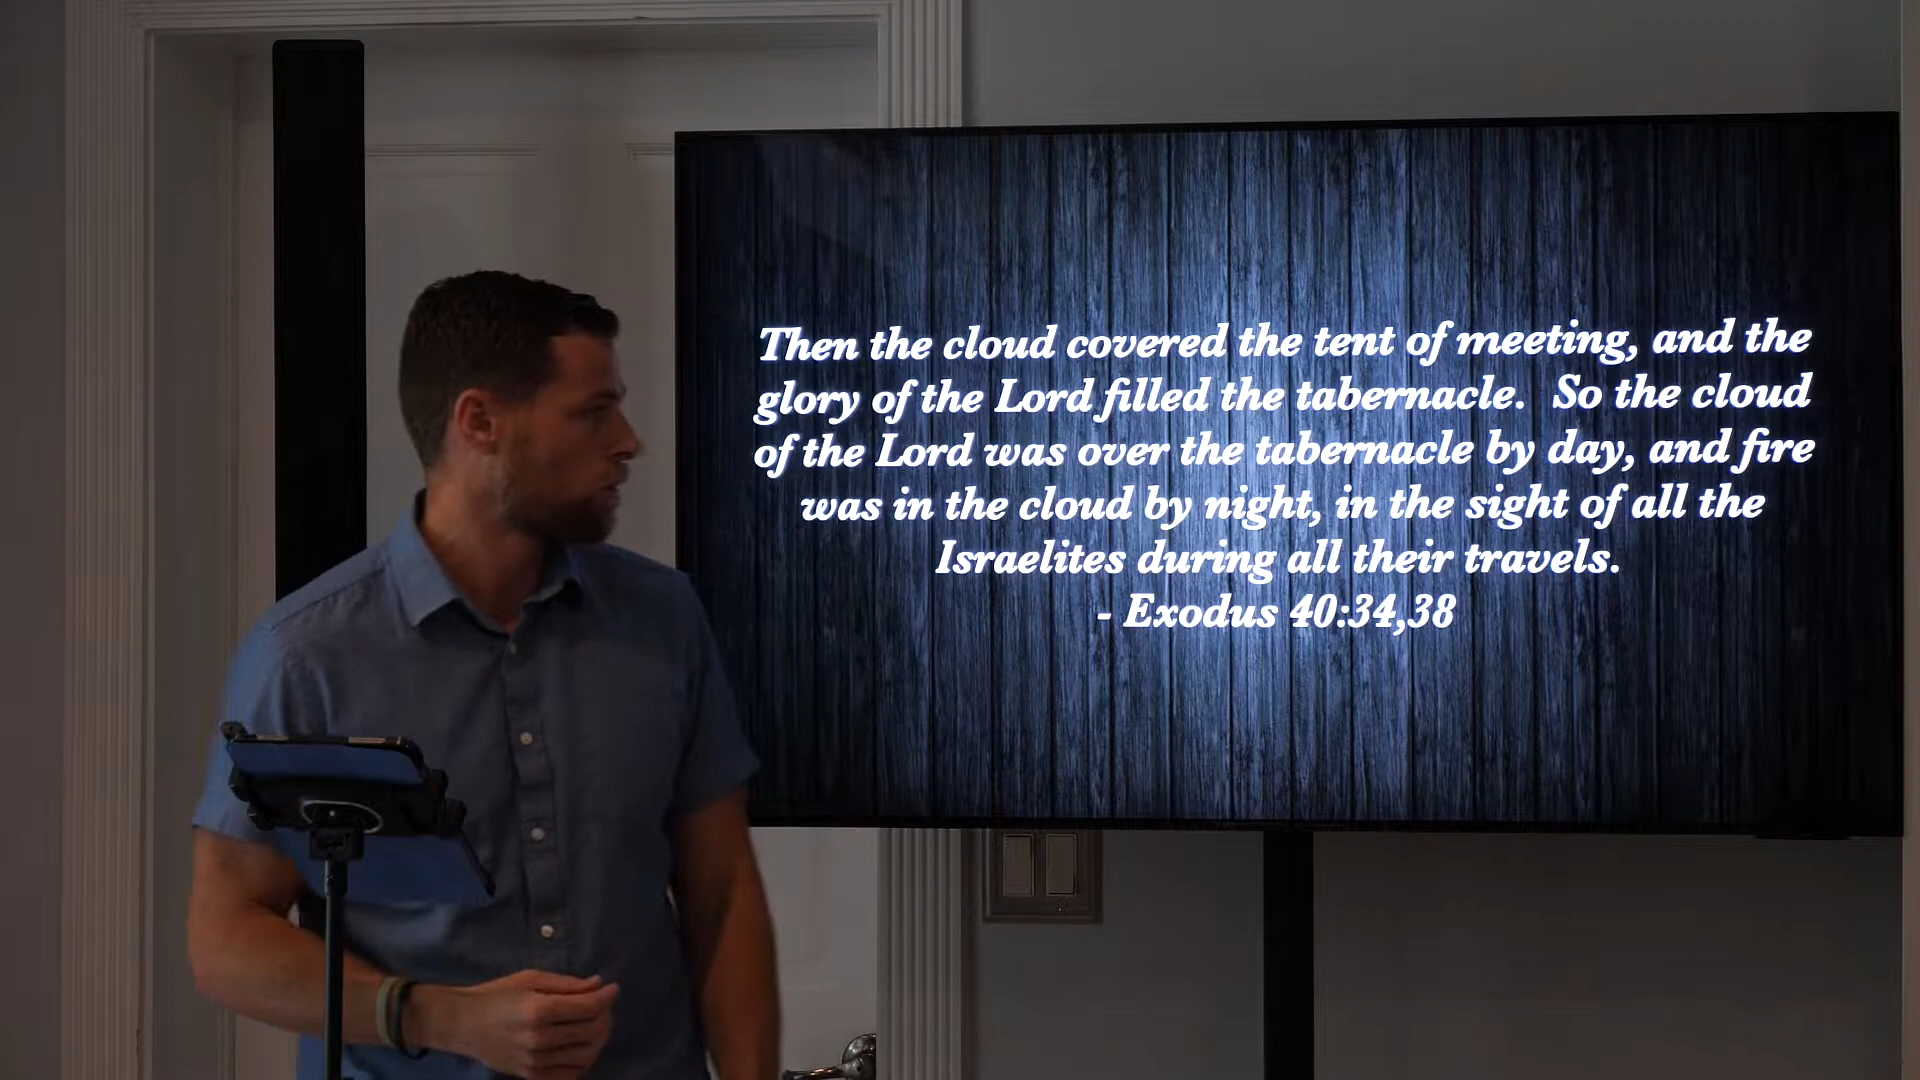 Then the cloud covered the tent of meeting, and the
glory of the Lord filled the tabernacle.  So the cloud
of the Lord was over the tabernacle by day, and fire
was in the cloud by night, in the sight of all the
Israelites during all their travels.
- Exodus 40:34,38